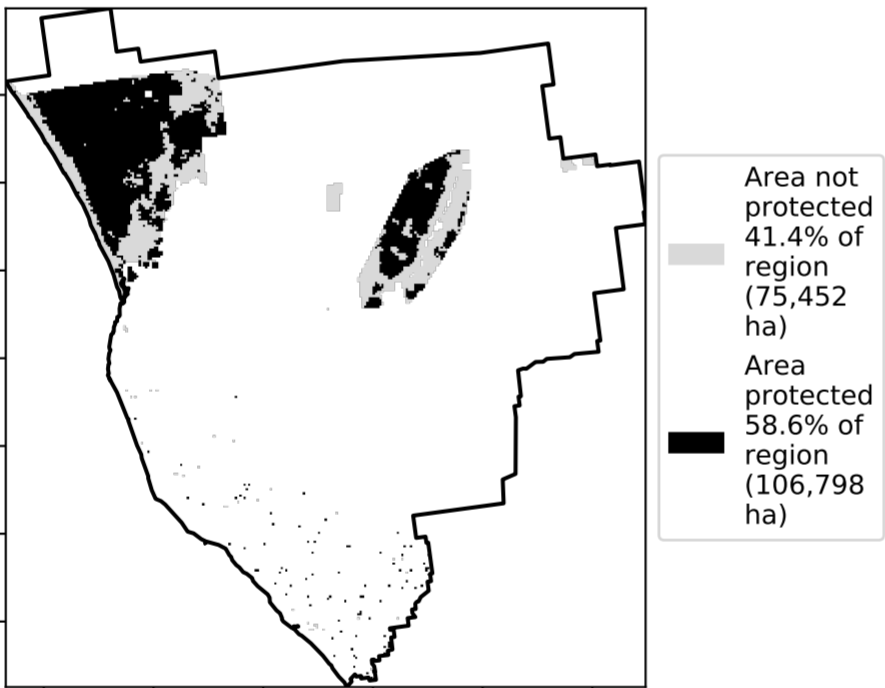 Area not
protected
41.4% of
region
(75,452
ha)
Area
protected
58.6% of
region
(106,798
ha)